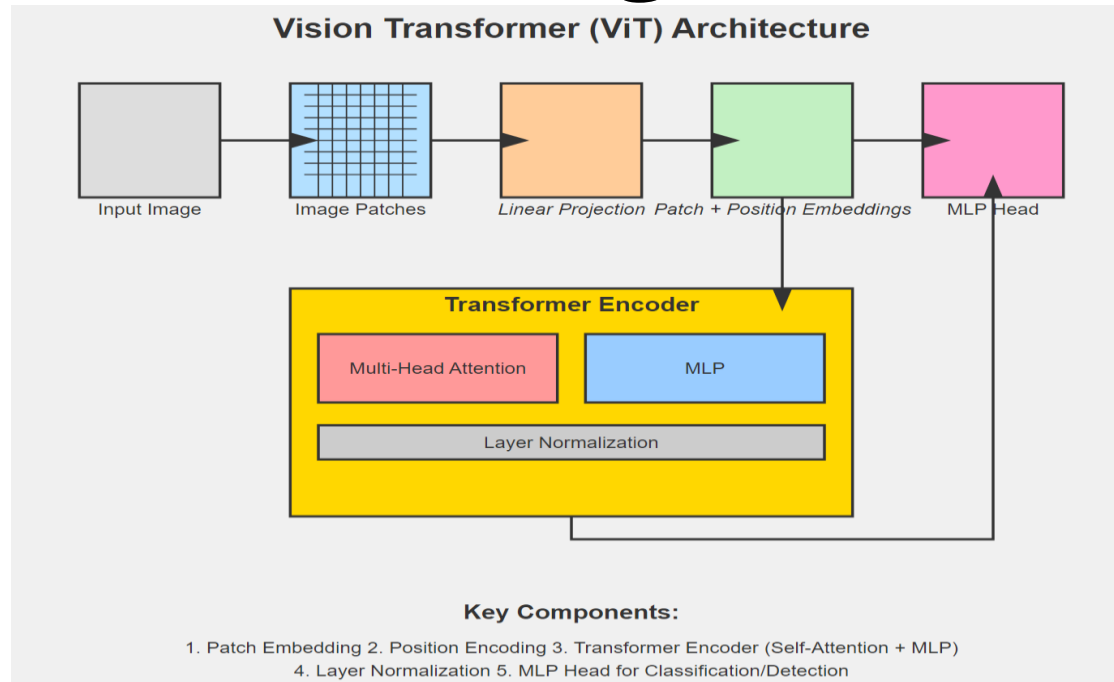 Vision Transformer (ViT) Architecture
Input Image
Image Patches
Linear Projection
Patch + Position Embeddings
MLP Head
Transformer Encoder
Multi-Head Attention
MLP
Layer Normalization
Key Components:
1. Patch Embedding 2. Position Encoding 3. Transformer Encoder (Self-Attention + MLP)
4. Layer Normalization 5. MLP Head for Classification/Detection